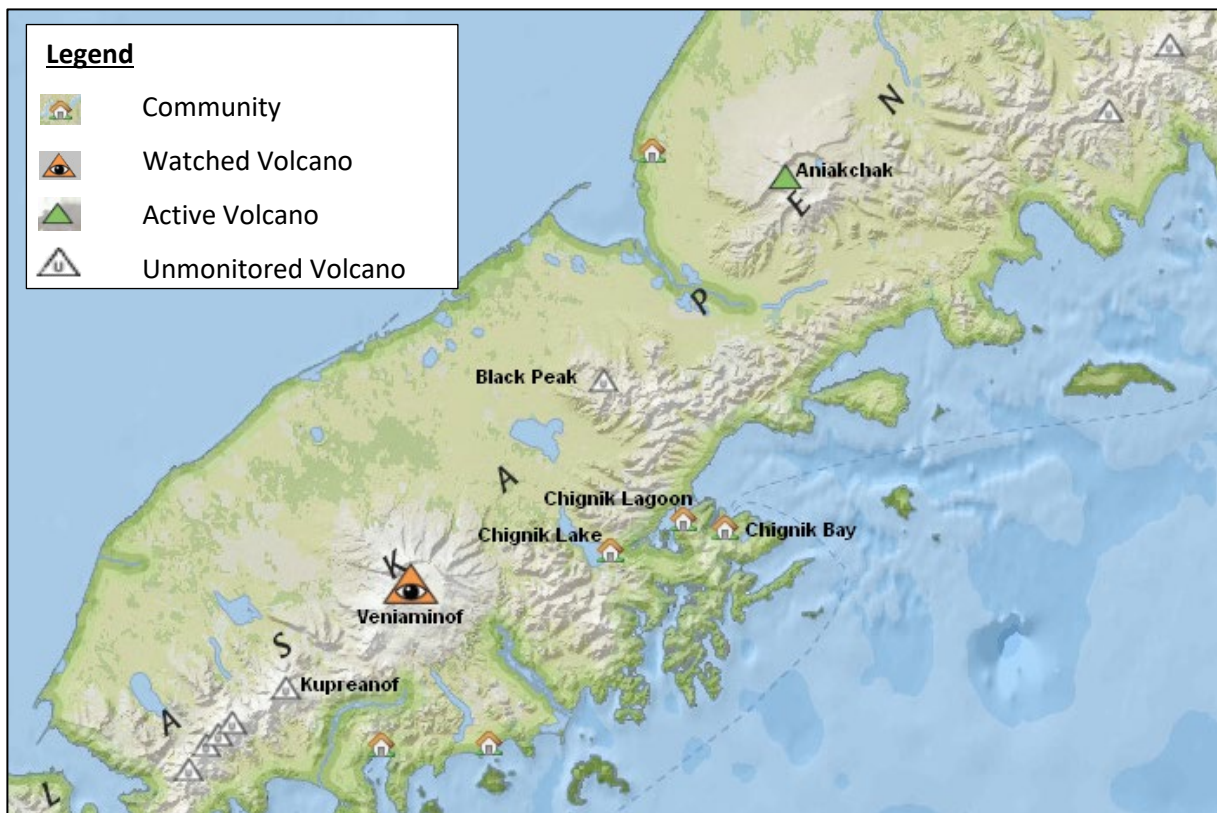 Legend
Community
Watched Volcano
Active Volcano
Unmonitored Volcano
N
Aniakchak
E
P
Black Peak
A
Chignik Lagoon
Chignik Lake
Chignik Bay
K
Veniaminof
S
Kupreanof
A
L